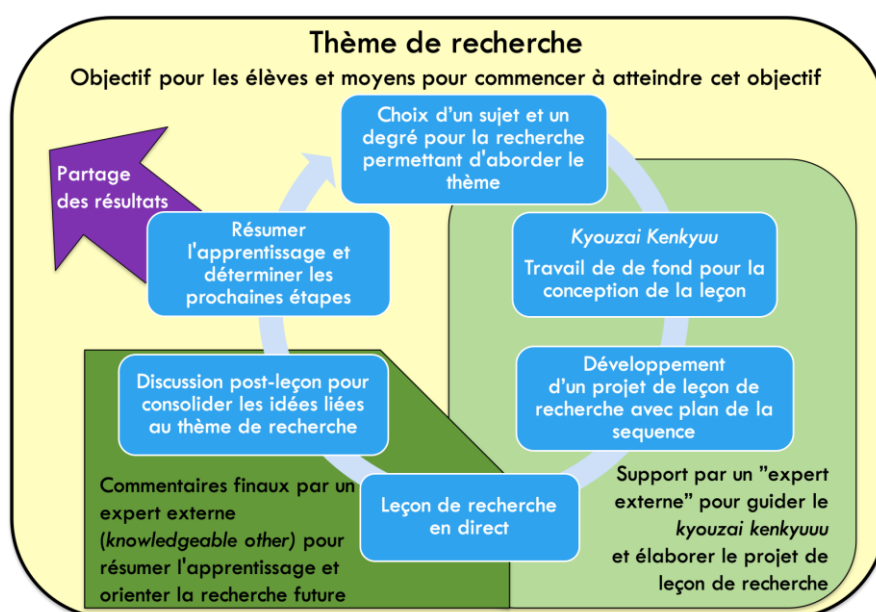 Thème de recherche
Objectif pour les élèves et moyens pour commencer à atteindre cet objectif
Choix d'un sujet et un
degré pour la recherche
permettant d'aborder le
thème
Kyouzai Kenkyuu
Travail de de fond pour la
conception de la leçon
Développement
d'un projet de leçon de
recherche avec plan de la
sequence
Support par un "expert
externe" pour guider le
kyouzai kenkyuuu
et élaborer le projet de
leçon de recherche
Leçon de recherche
en direct
Discussion post-leçon pour
consolider les idées liées
au thème de recherche
Commentaires finaux par un
expert externe
(knowledgeable other) pour
résumer l'apprentissage et
orienter la recherche future
Résumer
l'apprentissage et
déterminer les
prochaines étapes
Partage
des résultats